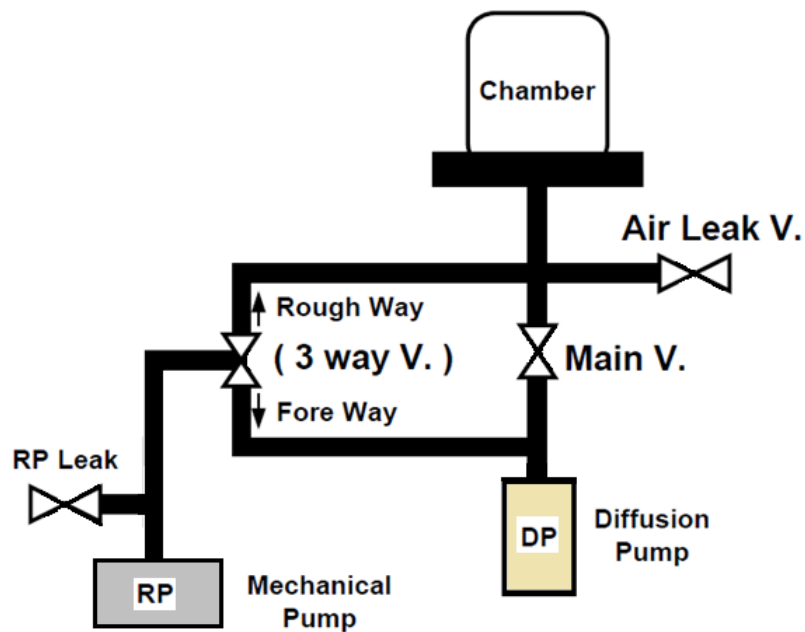 Chamber
Air Leak V.
Rough Way
( 3 way V. )
Main V.
Fore Way
RP Leak
DP
Diffusion
Pump
RP
Mechanical
Pump